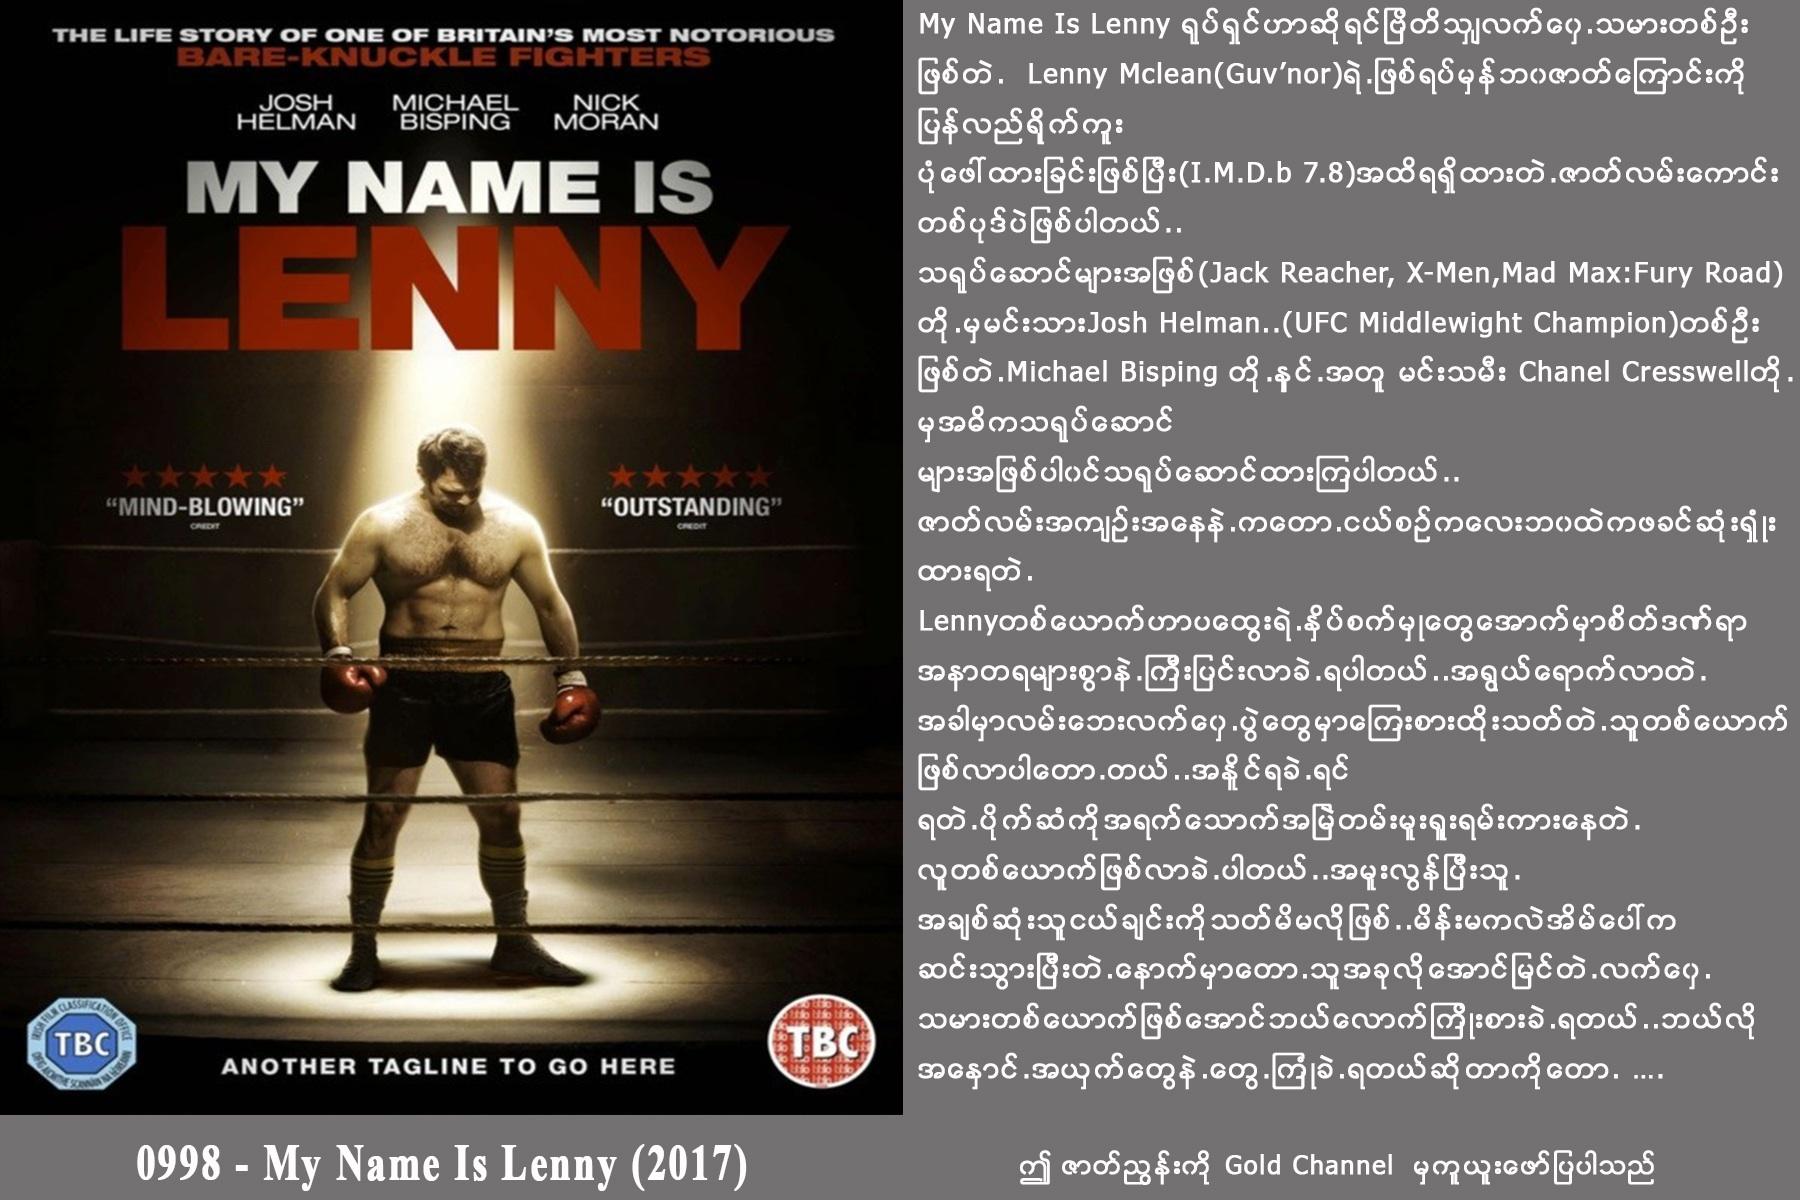 THE LIFE STORY OF ONE OF BRITAIN'S MOST NOTORIOUS
BARE-KNUCKLE FIGHTERS
JOSH HELMAN
MICHAEL BISPING
NICK MORAN
MY NAME IS
LENNY
★★★★★
"MIND-BLOWING"
CREDIT
★★★★★
"OUTSTANDING"
CREDIT
IRISH FILM CLASSIFICATION OFFICE
TBC
TBC
ANOTHER TAGLINE TO GO HERE
0998 - My Name Is Lenny (2017)
My Name Is Lenny ရုပ်ရှင်ဟာဆိုရင်ဗြိတိသျှလက်ဝှေ.သမားတစ်ဦး
ဖြစ်တဲ. Lenny Mclean(Guv'nor)ရဲ.ဖြစ်ရပ်မှန်ဘဝဇာတ်ကြောင်းကို
ပြန်လည်ရိုက်ကူး
ပုံဖေါ်ထားခြင်းဖြစ်ပြီး(I.M.D.b 7.8)အထိရရှိထားတဲ.ဇာတ်လမ်းကောင်း
တစ်ပုဒ်ပဲဖြစ်ပါတယ်..
သရုပ်ဆောင်များအဖြစ်(Jack Reacher, X-Men,Mad Max:Fury Road)
တို.မှမင်းသားJosh Helman..(UFC Middlewight Champion)တစ်ဦး
ဖြစ်တဲ.Michael Bisping တို.နှင်.အတူ မင်းသမီး Chanel Cresswellတို.
မှအဓိကသရုပ်ဆောင်
များအဖြစ်ပါဝင်သရုပ်ဆောင်ထားကြပါတယ်..
ဇာတ်လမ်းအကျဉ်းအနေနဲ.ကတော.ငယ်စဉ်ကလေးဘဝထဲကဖခင်ဆုံးရှုံး
ထားရတဲ.
Lennyတစ်ယောက်ဟာပထွေးရဲ.နှိပ်စက်မှုတွေအောက်မှာစိတ်ဒဏ်ရာ
အနာတရများစွာနဲ.ကြီးပြင်းလာခဲ.ရပါတယ်..အရွယ်ရောက်လာတဲ.
အခါမှာလမ်းဘေးလက်ဝှေ.ပွဲတွေမှာကြေးစားထိုးသတ်တဲ.သူတစ်ယောက်
ဖြစ်လာပါတော.တယ်..အနိူင်ရခဲ.ရင်
ရတဲ.ပိုက်ဆံကိုအရက်သောက်အမြဲတမ်းမူးရူးရမ်းကားနေတဲ.
လူတစ်ယောက်ဖြစ်လာခဲ.ပါတယ်..အမူးလွန်ပြီးသူ.
အချစ်ဆုံးသူငယ်ချင်းကိုသတ်မိမလိုဖြစ်..မိန်းမကလဲအိမ်ပေါ်က
ဆင်းသွားပြီးတဲ.နောက်မှာတော.သူအခုလိုအောင်မြင်တဲ.လက်ဝှေ.
သမားတစ်ယောက်ဖြစ်အောင်ဘယ်လောက်ကြိုးစားခဲ.ရတယ်..ဘယ်လို
အနှောင်.အယှက်တွေနဲ.တွေ.ကြုံခဲ.ရတယ်ဆိုတာကိုတော. ....
ဤ ဇာတ်ညွှန်းကို Gold Channel မှကူယူးဖော်ပြပါသည်